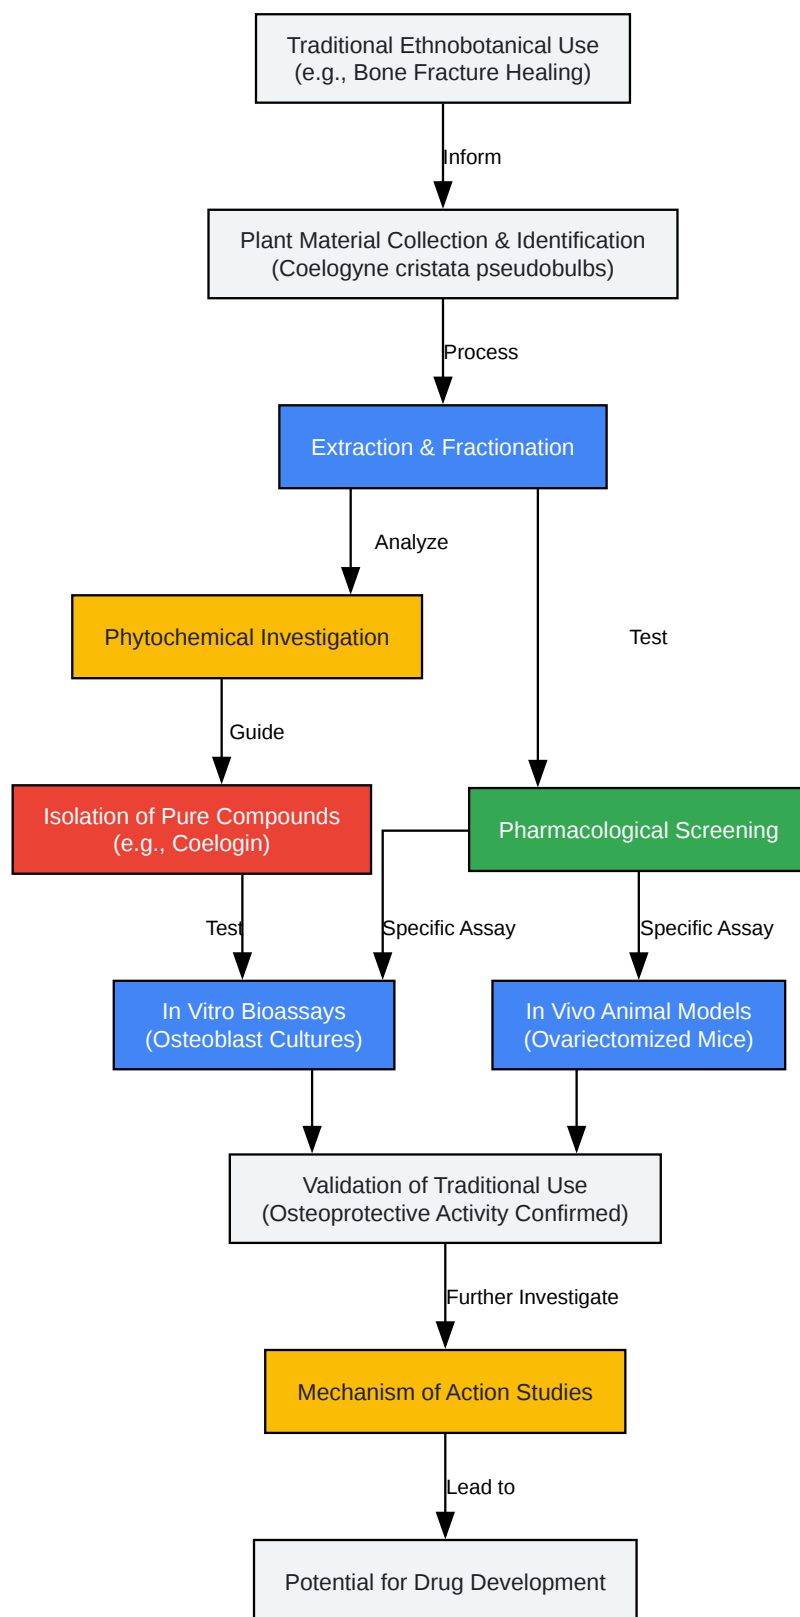 Traditional Ethnobotanical Use
(e.g., Bone Fracture Healing)
Inform
Plant Material Collection & Identification
(Coelogyne cristata pseudobulbs)
Process
Extraction & Fractionation
Analyze
Phytochemical Investigation
Test
Guide
Isolation of Pure Compounds
(e.g., Coelogin)
Pharmacological Screening
Test
Specific Assay
Specific Assay
In Vitro Bioassays
(Osteoblast Cultures)
In Vivo Animal Models
(Ovariectomized Mice)
Validation of Traditional Use
(Osteoprotective Activity Confirmed)
Further Investigate
Mechanism of Action Studies
Lead to
Potential for Drug Development